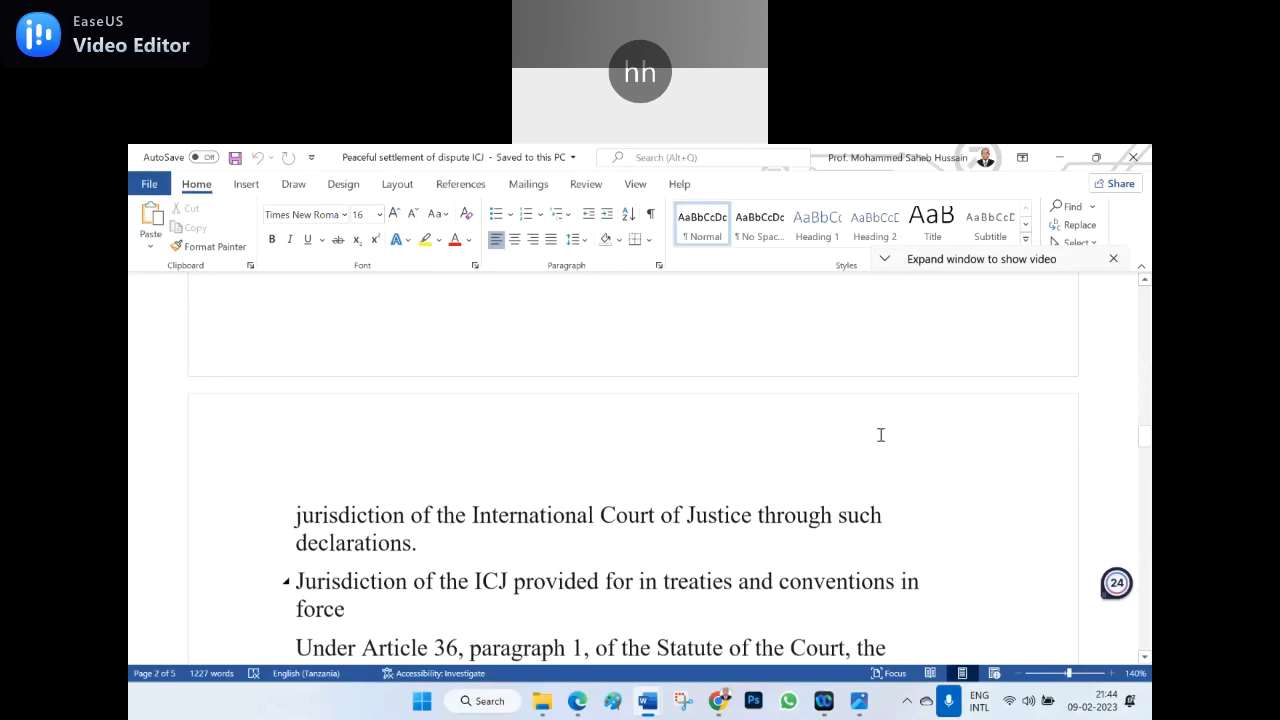 EaseUS
Video Editor
hh
AutoSave Off Peaceful settlement of dispute ICJ - Saved to this PC Search (Alt+Q) Prof. Mohammed Saheb Hussain
File Home Insert Draw Design Layout References Mailings Review View Help Share
Paste
Cut
Copy
Format Painter
Clipboard
Times New Roma 16 Aa
B I U ab x₂ x² A A
Font
Paragraph
AaBbCcDc AaBbCcDc AaBbCc AaBbCcD AaB AaBbCcD
¶ Normal ¶ No Spac... Heading 1 Heading 2 Title Subtitle
Styles
Find
Replace
Select
Expand window to show video
jurisdiction of the International Court of Justice through such
declarations.
Jurisdiction of the ICJ provided for in treaties and conventions in
force
Under Article 36, paragraph 1, of the Statute of the Court, the
24
Page 2 of 5 1227 words English (Tanzania) Accessibility: Investigate Focus 140%
Search Ps ENG
INTL
21:44
09-02-2023